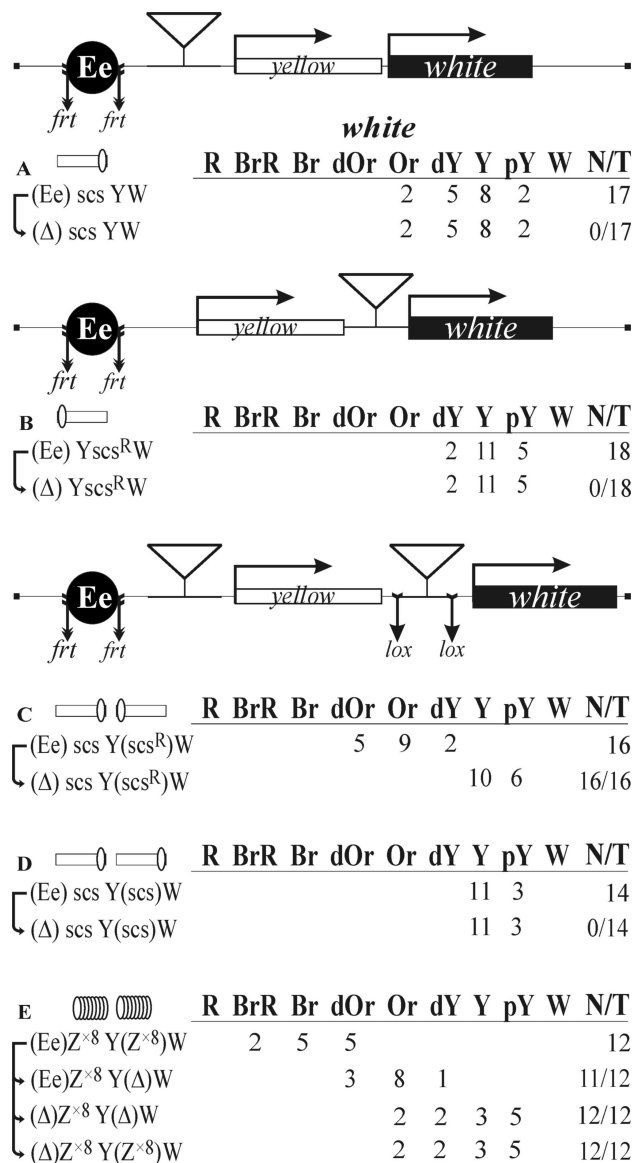 Ee yellow white
frt frt
white
A R BrR Br dOr Or dY Y pY W N/T
(Ee) scs YW 2 5 8 2 17
(Δ) scs YW 2 5 8 2 0/17
Ee yellow white
frt frt
B R BrR Br dOr Or dY Y pY W N/T
(Ee) YscsᴿW 2 11 5 18
(Δ) YscsᴿW 2 11 5 0/18
Ee yellow white
frt frt lox lox
C R BrR Br dOr Or dY Y pY W N/T
(Ee) scs Y(scsᴿ)W 5 9 2 16
(Δ) scs Y(scsᴿ)W 10 6 16/16
D R BrR Br dOr Or dY Y pY W N/T
(Ee) scs Y(scs)W 11 3 14
(Δ) scs Y(scs)W 11 3 0/14
E R BrR Br dOr Or dY Y pY W N/T
(Ee)Z×⁸ Y(Z×⁸)W 2 5 5 12
(Ee)Z×⁸ Y(Δ)W 3 8 1 11/12
(Δ)Z×⁸ Y(Δ)W 2 2 3 5 12/12
(Δ)Z×⁸ Y(Z×⁸)W 2 2 3 5 12/12